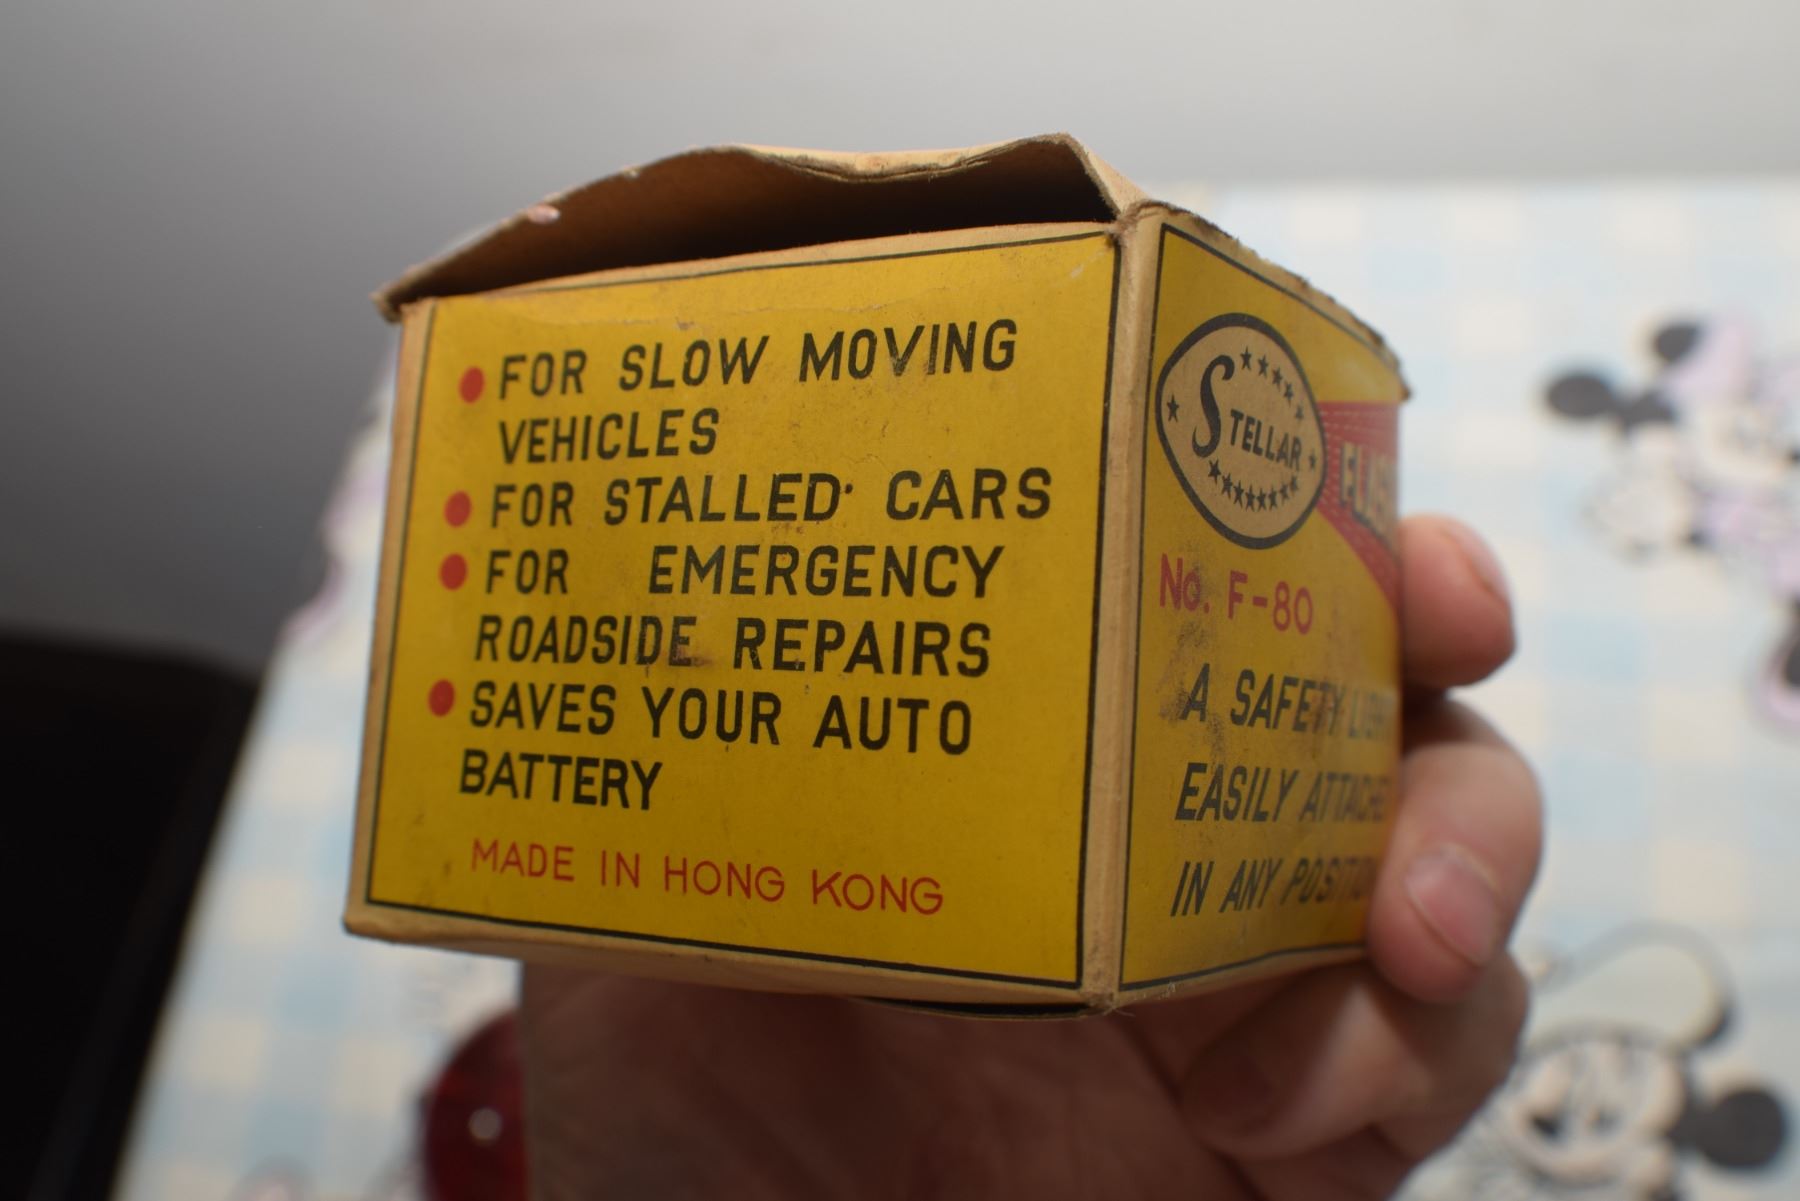 ● FOR SLOW MOVING
VEHICLES
● FOR STALLED CARS
● FOR EMERGENCY
ROADSIDE REPAIRS
● SAVES YOUR AUTO
BATTERY
MADE IN HONG KONG
STELLAR
No. F-80
A SAFETY LIGHT
EASILY
IN ANY